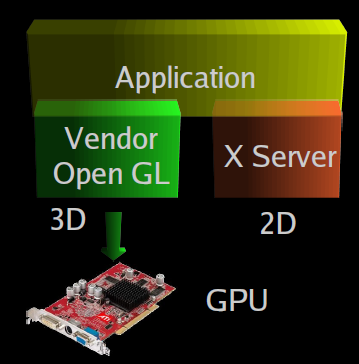 Application
Vendor
Open GL
X Server
3D
2D
GPU